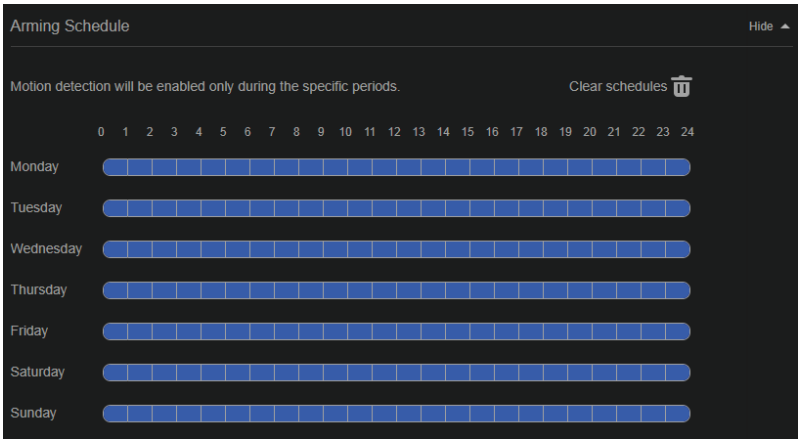 Arming Schedule Hide
Motion detection will be enabled only during the specific periods. Clear schedules
0 1 2 3 4 5 6 7 8 9 10 11 12 13 14 15 16 17 18 19 20 21 22 23 24
Monday
Tuesday
Wednesday
Thursday
Friday
Saturday
Sunday